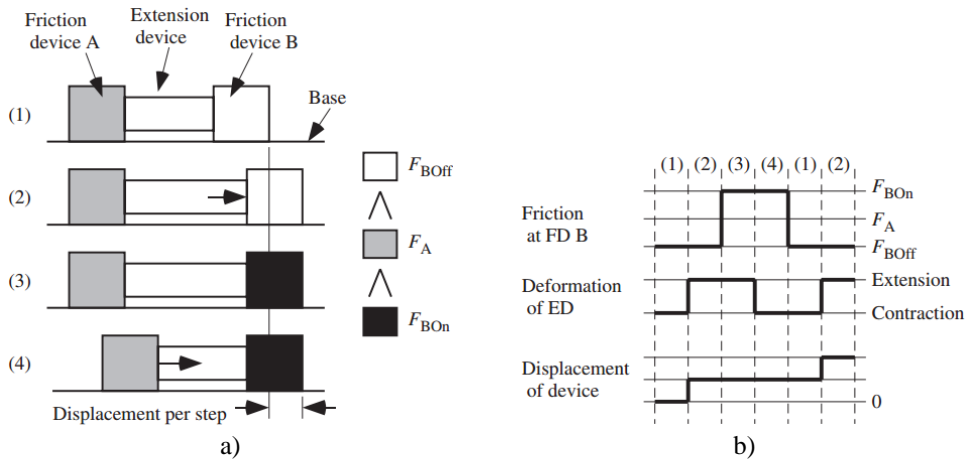 Friction
device A
Extension
device
Friction
device B
Base
(1)
(2)
(3)
(4)
F_BOff
∧
F_A
∧
F_BOn
Displacement per step
a)
(1) (2) (3) (4) (1) (2)
Friction
at FD B
F_BOn
F_A
F_BOff
Deformation
of ED
Extension
Contraction
Displacement
of device
0
b)